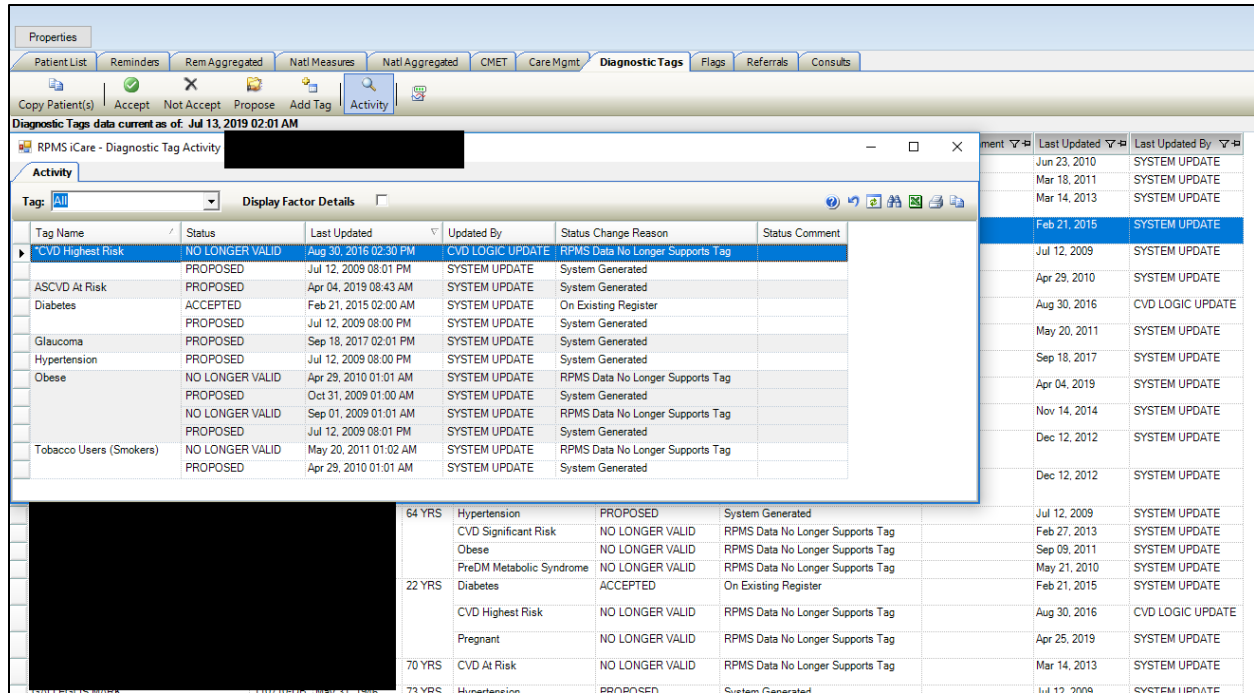 Properties
Patient List Reminders Rem Aggregated Natl Measures Natl Aggregated CMET Care Mgmt Diagnostic Tags Flags Referrals Consults
Copy Patient(s) Accept Not Accept Propose Add Tag Activity
Diagnostic Tags data current as of: Jul 13, 2019 02:01 AM
RPMS iCare - Diagnostic Tag Activity
ment Last Updated Last Updated By
Jun 23, 2010 SYSTEM UPDATE
Activity
Mar 18, 2011 SYSTEM UPDATE
Tag: All Display Factor Details
Mar 14, 2013 SYSTEM UPDATE
Tag Name Status Last Updated Updated By Status Change Reason Status Comment
Feb 21, 2015 SYSTEM UPDATE
*CVD Highest Risk NO LONGER VALID Aug 30, 2016 02:30 PM CVD LOGIC UPDATE RPMS Data No Longer Supports Tag
Jul 12, 2009 SYSTEM UPDATE
PROPOSED Jul 12, 2009 08:01 PM SYSTEM UPDATE System Generated
Apr 29, 2010 SYSTEM UPDATE
ASCVD At Risk PROPOSED Apr 04, 2019 08:43 AM SYSTEM UPDATE System Generated
Diabetes ACCEPTED Feb 21, 2015 02:00 AM SYSTEM UPDATE On Existing Register
Aug 30, 2016 CVD LOGIC UPDATE
PROPOSED Jul 12, 2009 08:00 PM SYSTEM UPDATE System Generated
May 20, 2011 SYSTEM UPDATE
Glaucoma PROPOSED Sep 18, 2017 02:01 PM SYSTEM UPDATE System Generated
Hypertension PROPOSED Jul 12, 2009 08:00 PM SYSTEM UPDATE System Generated
Sep 18, 2017 SYSTEM UPDATE
Obese NO LONGER VALID Apr 29, 2010 01:01 AM SYSTEM UPDATE RPMS Data No Longer Supports Tag
Apr 04, 2019 SYSTEM UPDATE
PROPOSED Oct 31, 2009 01:00 AM SYSTEM UPDATE System Generated
NO LONGER VALID Sep 01, 2009 01:01 AM SYSTEM UPDATE RPMS Data No Longer Supports Tag
Nov 14, 2014 SYSTEM UPDATE
PROPOSED Jul 12, 2009 08:01 PM SYSTEM UPDATE System Generated
Dec 12, 2012 SYSTEM UPDATE
Tobacco Users (Smokers) NO LONGER VALID May 20, 2011 01:02 AM SYSTEM UPDATE RPMS Data No Longer Supports Tag
PROPOSED Apr 29, 2010 01:01 AM SYSTEM UPDATE System Generated
Dec 12, 2012 SYSTEM UPDATE
64 YRS Hypertension PROPOSED System Generated Jul 12, 2009 SYSTEM UPDATE
CVD Significant Risk NO LONGER VALID RPMS Data No Longer Supports Tag Feb 27, 2013 SYSTEM UPDATE
Obese NO LONGER VALID RPMS Data No Longer Supports Tag Sep 09, 2011 SYSTEM UPDATE
PreDM Metabolic Syndrome NO LONGER VALID RPMS Data No Longer Supports Tag May 21, 2010 SYSTEM UPDATE
22 YRS Diabetes ACCEPTED On Existing Register Feb 21, 2015 SYSTEM UPDATE
CVD Highest Risk NO LONGER VALID RPMS Data No Longer Supports Tag Aug 30, 2016 CVD LOGIC UPDATE
Pregnant NO LONGER VALID RPMS Data No Longer Supports Tag Apr 25, 2019 SYSTEM UPDATE
70 YRS CVD At Risk NO LONGER VALID RPMS Data No Longer Supports Tag Mar 14, 2013 SYSTEM UPDATE
73 YRS Hypertension PROPOSED System Generated Jul 12, 2009 SYSTEM UPDATE